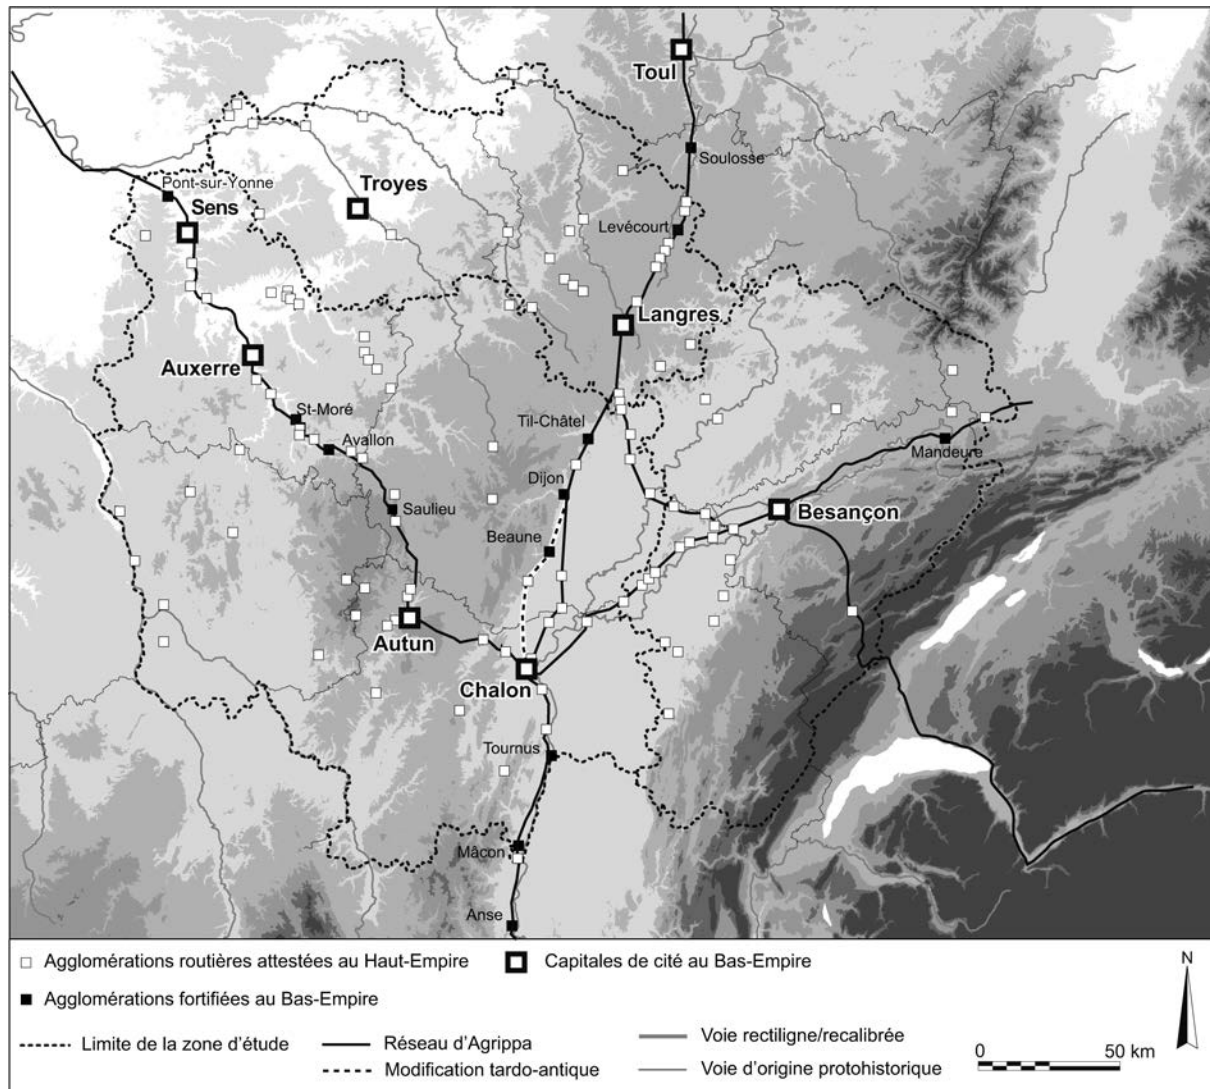 Toul
Soulosse
Pont-sur-Yonne
Troyes
Sens
Levécourt
Langres
Auxerre
St-Moré
Til-Châtel
Avallon
Mandeure
Dijon
Saulieu
Besançon
Beaune
Autun
Chalon
Tournus
Mâcon
Anse
Agglomérations routières attestées au Haut-Empire
Capitales de cité au Bas-Empire
N
Agglomérations fortifiées au Bas-Empire
Limite de la zone d'étude
Réseau d'Agrippa
Voie rectiligne/recalibrée
0 50 km
Modification tardo-antique
Voie d'origine protohistorique